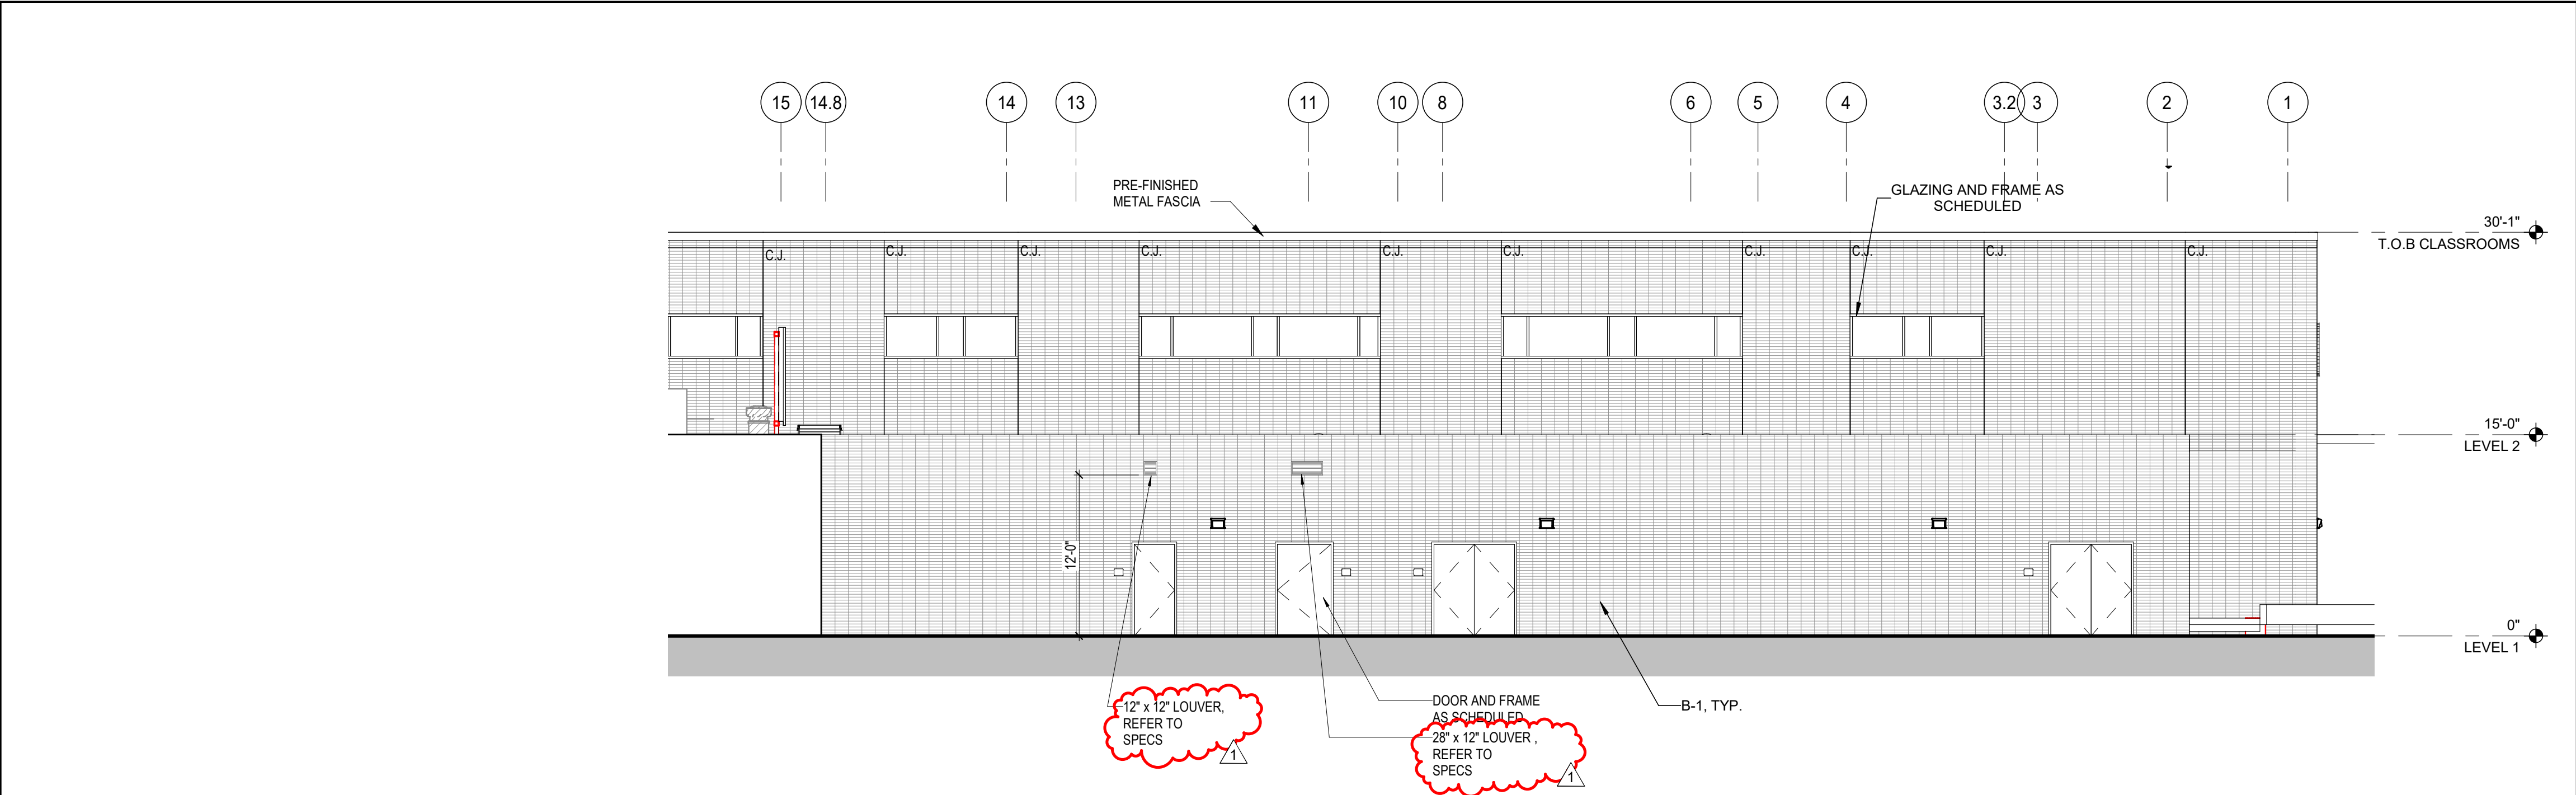 15
14.8
14
13
11
10
8
6
5
4
3.2
3
2
1
PRE-FINISHED
METAL FASCIA
GLAZING AND FRAME AS
SCHEDULED
30'-1"
T.O.B CLASSROOMS
C.J.
C.J.
C.J.
C.J.
C.J.
C.J.
C.J.
C.J.
C.J.
C.J.
15'-0"
LEVEL 2
12'-0"
0"
LEVEL 1
12" x 12" LOUVER,
REFER TO
SPECS
1
DOOR AND FRAME
AS SCHEDULED
28" x 12" LOUVER ,
REFER TO
SPECS
1
B-1, TYP.